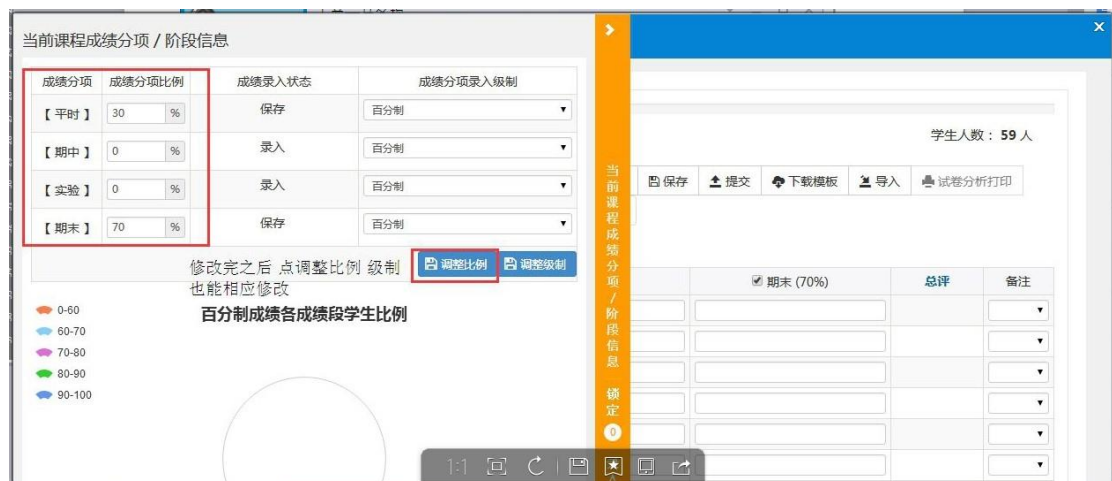 当前课程成绩分项 / 阶段信息
成绩分项 成绩分项比例 成绩录入状态 成绩分项录入级制
【 平时 】 30 % 保存 百分制
【 期中 】 0 % 录入 百分制
【 实验 】 0 % 录入 百分制
【 期末 】 70 % 保存 百分制
调整比例 调整级制
修改完之后 点调整比例 级制
也能相应修改
百分制成绩各成绩段学生比例
0-60
60-70
70-80
80-90
90-100
当前课程成绩分项/阶段信息 锁定 0
学生人数： 59 人
保存 提交 下载模板 导入 试卷分析打印
期末 (70%) 总评 备注
1:1